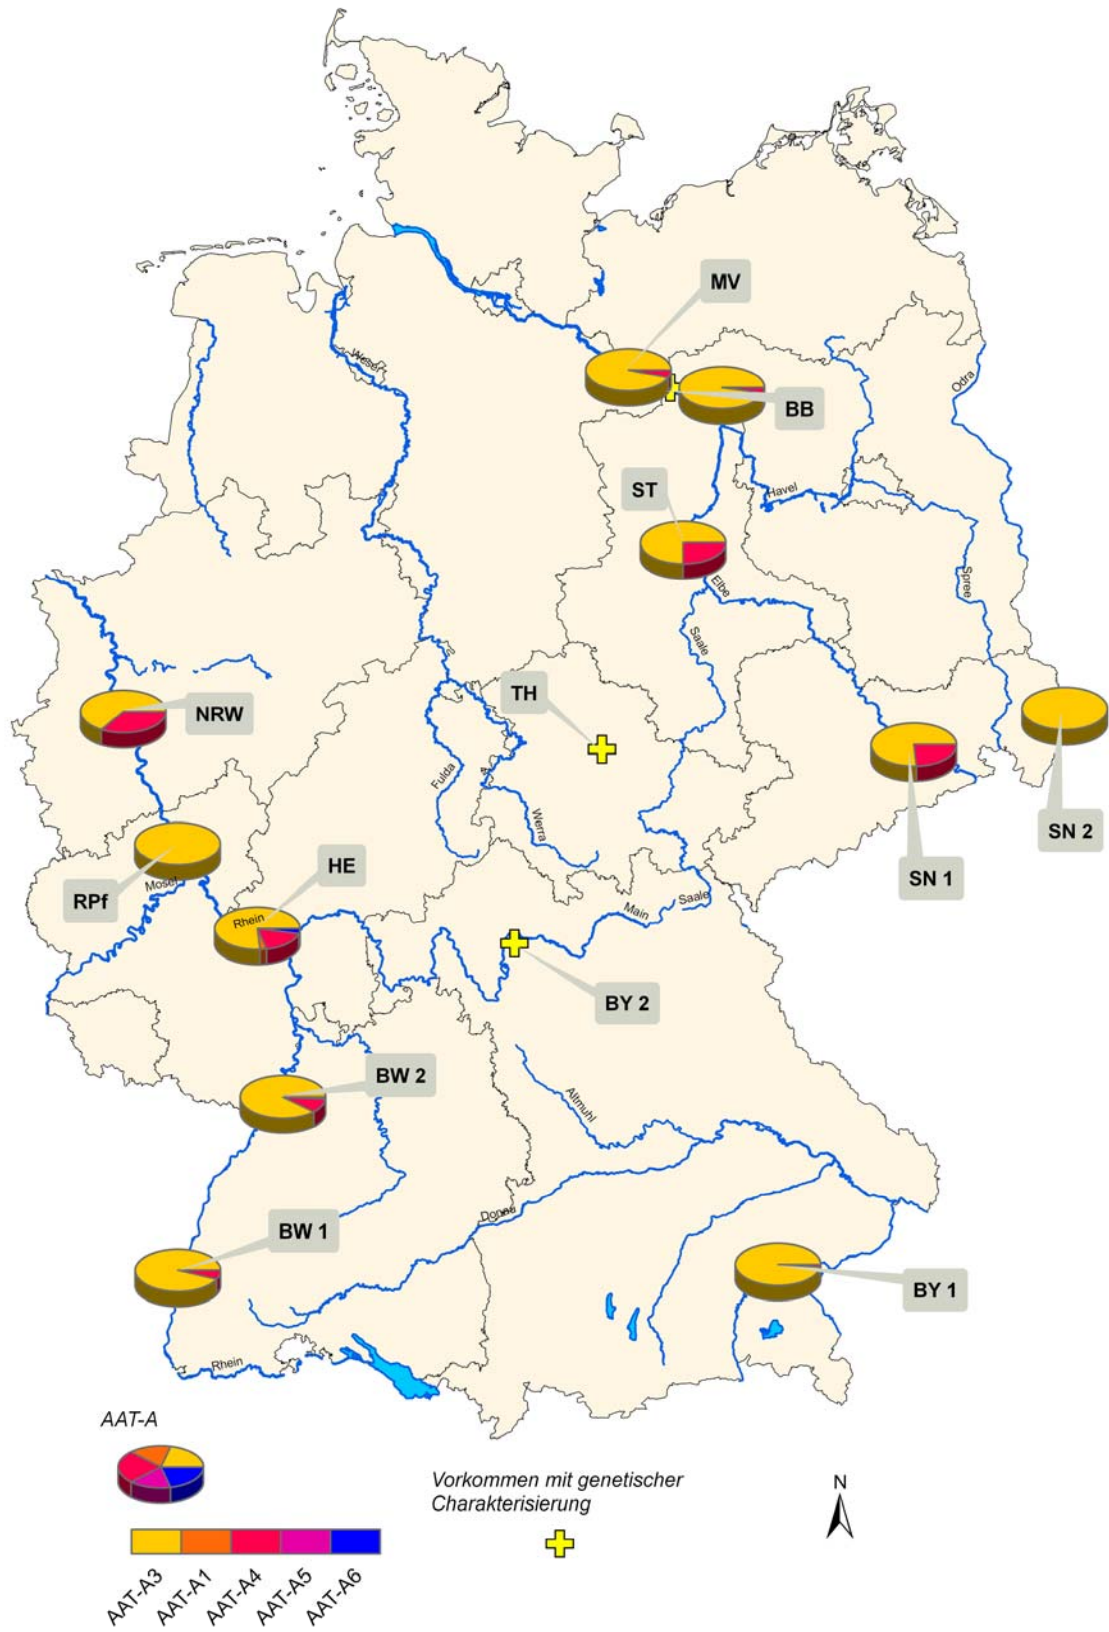 MV
Weser
Odra
BB
ST
Havel
Elbe
Spree
Saale
TH
NRW
Fulda
Werra
SN 2
SN 1
HE
Mosel
RPf
Rhein
Main
Saale
BY 2
BW 2
Altmuhl
Donau
BW 1
BY 1
Rhein
AAT-A
Vorkommen mit genetischer
Charakterisierung
N
AAT-A3
AAT-A1
AAT-A4
AAT-A5
AAT-A6